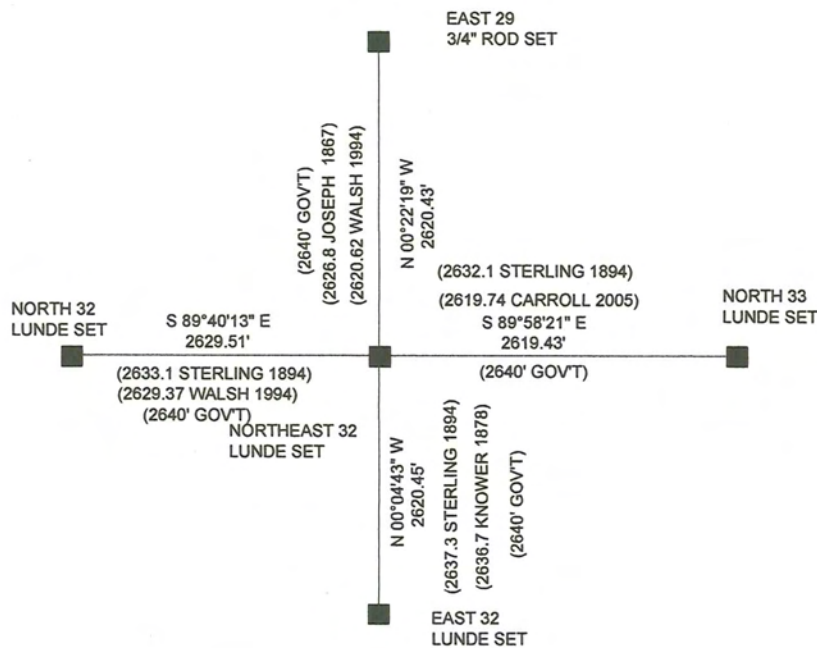 EAST 29
3/4" ROD SET
(2640' GOV'T)
(2626.8 JOSEPH 1867)
(2620.62 WALSH 1994)
N 00°22'19" W
2620.43'
(2632.1 STERLING 1894)
(2619.74 CARROLL 2005)
NORTH 32
LUNDE SET
S 89°40'13" E
2629.51'
S 89°58'21" E
2619.43'
NORTH 33
LUNDE SET
(2633.1 STERLING 1894)
(2629.37 WALSH 1994)
(2640' GOV'T)
(2640' GOV'T)
NORTHEAST 32
LUNDE SET
N 00°04'43" W
2620.45'
(2637.3 STERLING 1894)
(2636.7 KNOWER 1878)
(2640' GOV'T)
EAST 32
LUNDE SET